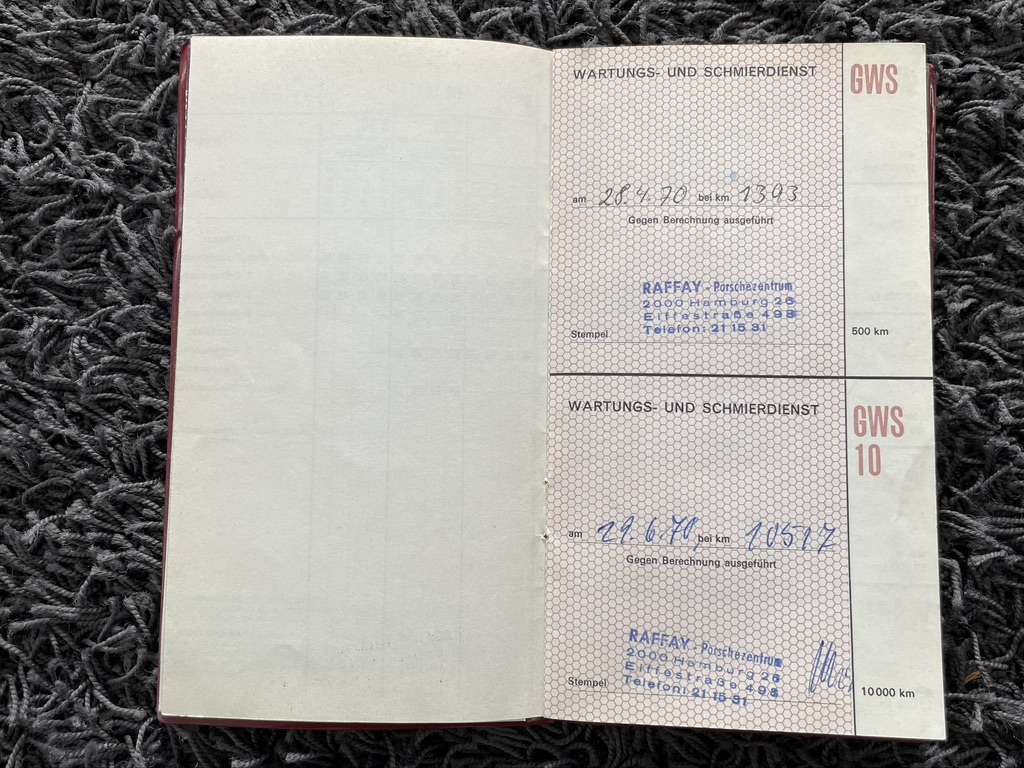 WARTUNGS- UND SCHMIERDIENST
GWS
am 28.4.70 bei km 1393
Gegen Berechnung ausgeführt
RAFFAY - Porschezentrum
2000 Hamburg 26
Eiffestraße 498
Telefon: 21 15 31
Stempel
500 km
WARTUNGS- UND SCHMIERDIENST
GWS
10
am 29.6.70, bei km 10517
Gegen Berechnung ausgeführt
RAFFAY - Porschezentrum
2000 Hamburg 26
Eiffestraße 498
Telefon: 21 15 31
Stempel
10 000 km